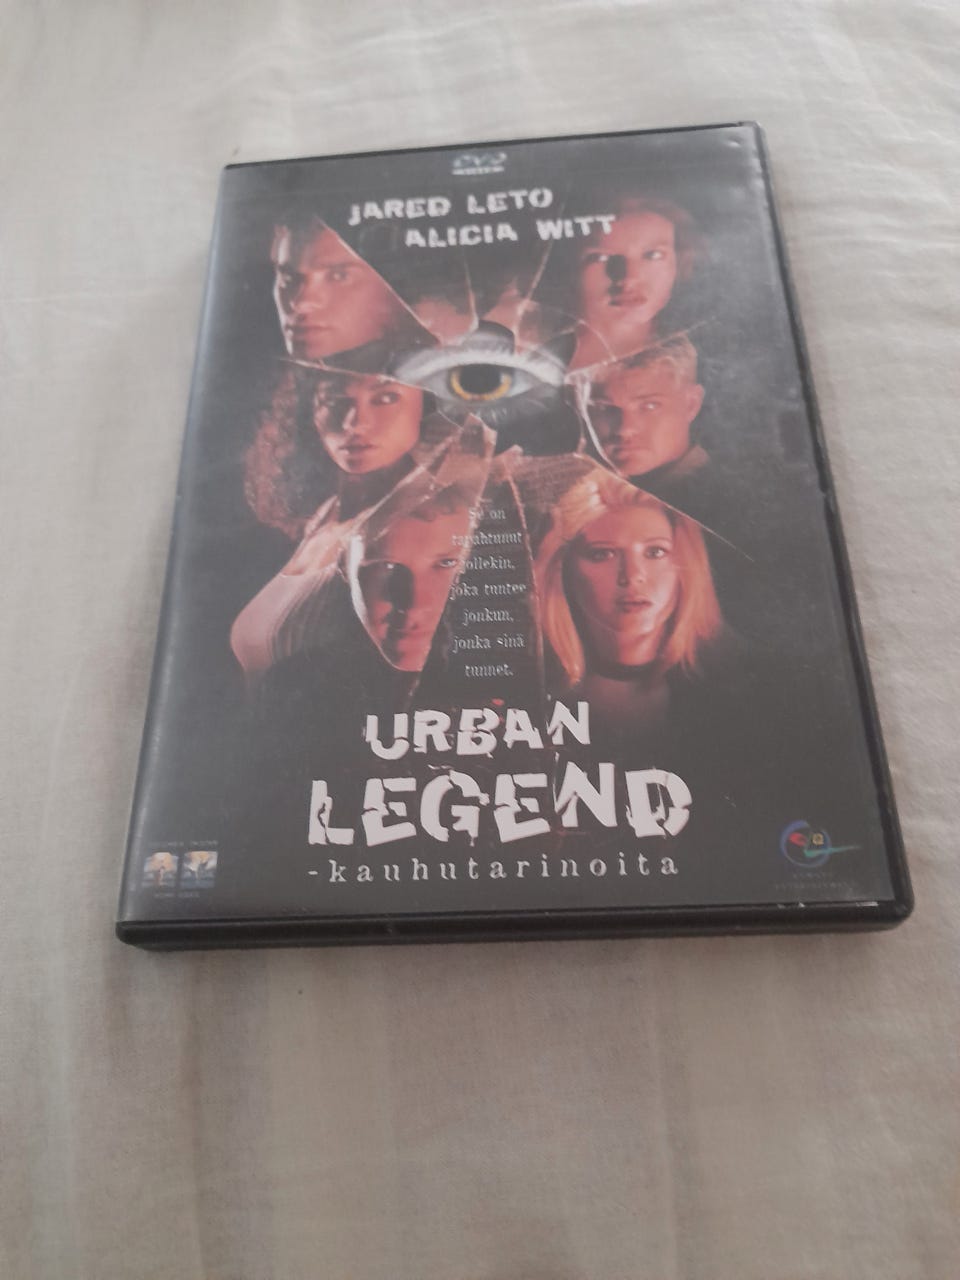 DVD
JARED LETO
ALICIA WITT
Se on
tapahtunut
jollekin,
joka tuntee
jonkun,
jonka sinä
tunnet.
URBAN
LEGEND
-kauhutarinoita